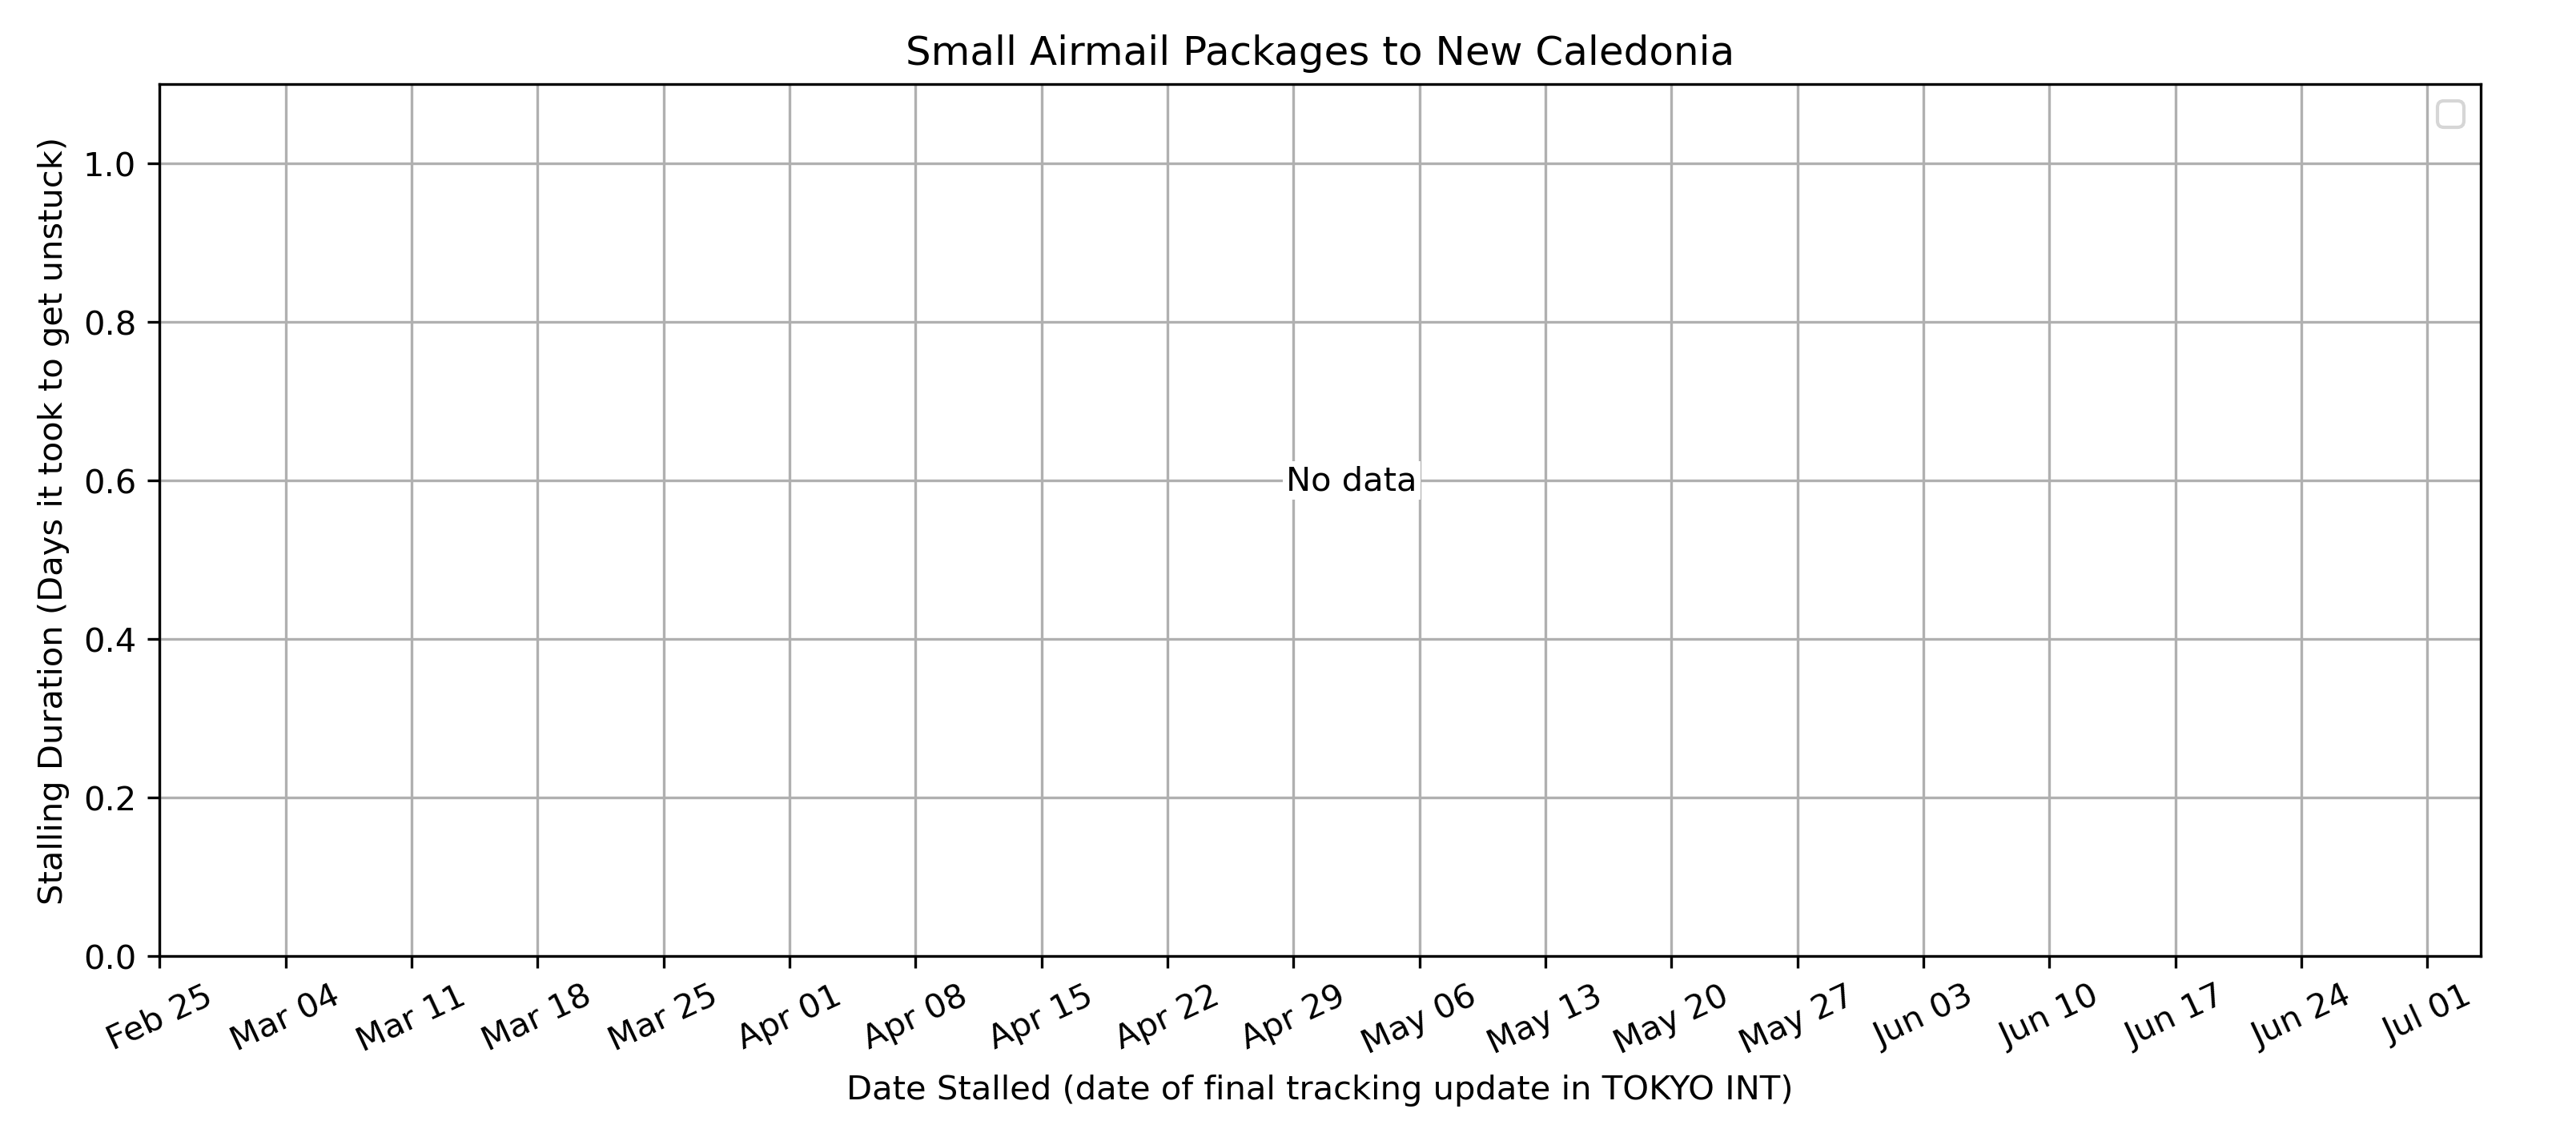 Small Airmail Packages to New Caledonia
Stalling Duration (Days it took to get unstuck)
1.0
0.8
0.6
0.4
0.2
0.0
No data
Feb 25 Mar 04 Mar 11 Mar 18 Mar 25 Apr 01 Apr 08 Apr 15 Apr 22 Apr 29 May 06 May 13 May 20 May 27 Jun 03 Jun 10 Jun 17 Jun 24 Jul 01
Date Stalled (date of final tracking update in TOKYO INT)